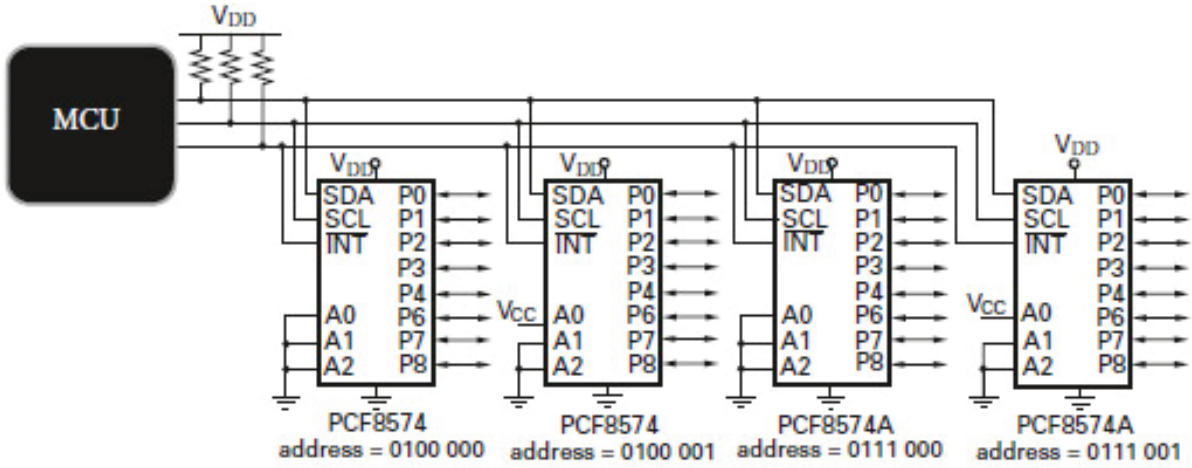 VDD
MCU
VDD
SDA P0
SCL P1
INT P2
P3
P4
A0 P6
A1 P7
A2 P8
PCF8574
address = 0100 000
VDD
SDA P0
SCL P1
INT P2
P3
P4
VCC A0 P6
A1 P7
A2 P8
PCF8574
address = 0100 001
VDD
SDA P0
SCL P1
INT P2
P3
P4
A0 P6
A1 P7
A2 P8
PCF8574A
address = 0111 000
VDD
SDA P0
SCL P1
INT P2
P3
P4
VCC A0 P6
A1 P7
A2 P8
PCF8574A
address = 0111 001